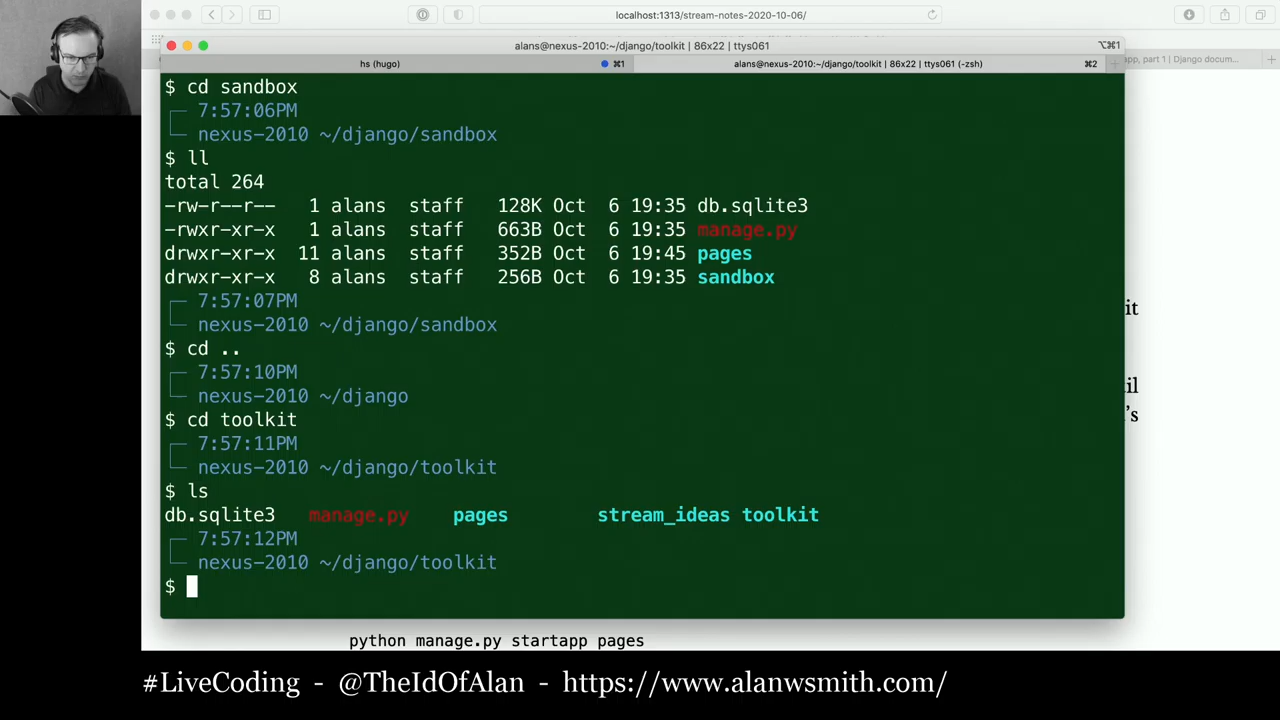 localhost:1313/stream-notes-2020-10-06/
alans@nexus-2010:~/django/toolkit | 86x22 | ttys061
⌥⌘1
hs (hugo)
⌘1
alans@nexus-2010:~/django/toolkit | 86x22 | ttys061 (-zsh)
⌘2
app, part 1 | Django docum...
$ cd sandbox
7:57:06PM
nexus-2010 ~/django/sandbox
$ ll
total 264
-rw-r--r-- 1 alans staff 128K Oct 6 19:35 db.sqlite3
-rwxr-xr-x 1 alans staff 663B Oct 6 19:35 manage.py
drwxr-xr-x 11 alans staff 352B Oct 6 19:45 pages
drwxr-xr-x 8 alans staff 256B Oct 6 19:35 sandbox
7:57:07PM
nexus-2010 ~/django/sandbox
$ cd ..
7:57:10PM
nexus-2010 ~/django
$ cd toolkit
7:57:11PM
nexus-2010 ~/django/toolkit
$ ls
db.sqlite3 manage.py pages stream_ideas toolkit
7:57:12PM
nexus-2010 ~/django/toolkit
$
python manage.py startapp pages
#LiveCoding - @TheIdOfAlan - https://www.alanwsmith.com/